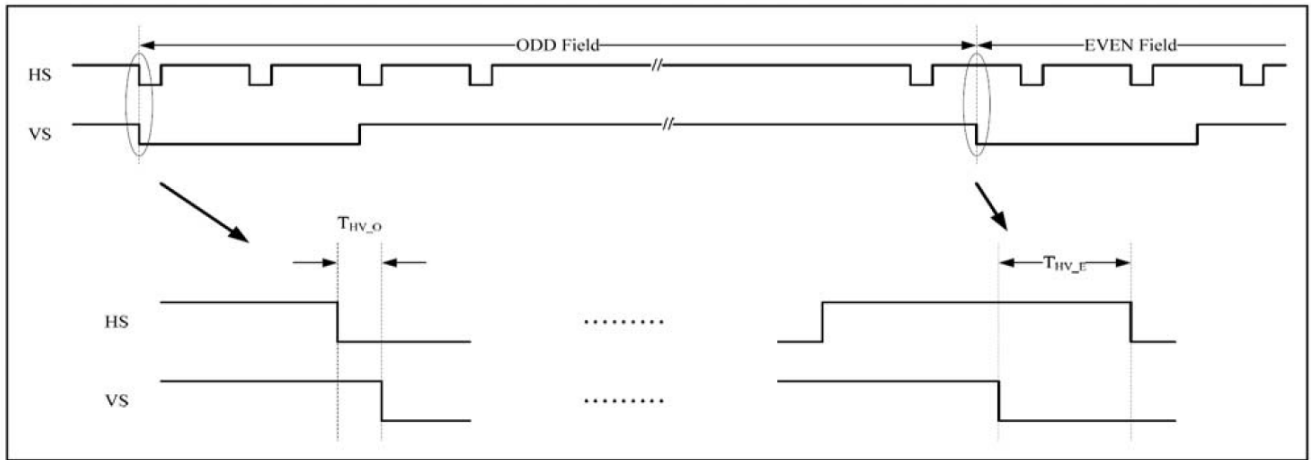 ODD Field
EVEN Field
HS
//
VS
//
T_HV_O
T_HV_E
HS
.........
VS
.........